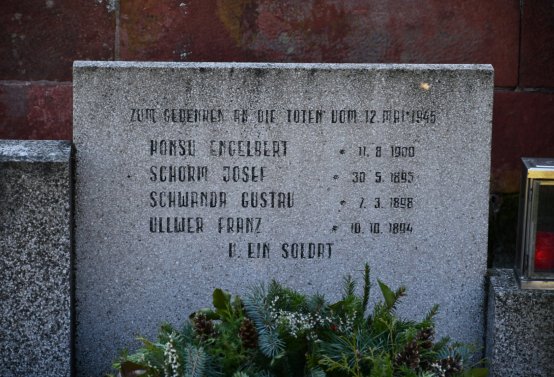 ZUM GEDENKEN AN DIE TOTEN VOM 12. MAI 1945
HONSU ENGELBERT * 11. 8. 1900
SCHORM JOSEF * 30. 5. 1895
SCHWANDA GUSTAV * 7. 3. 1898
ULLWER FRANZ * 10. 10. 1894
U. EIN SOLDAT